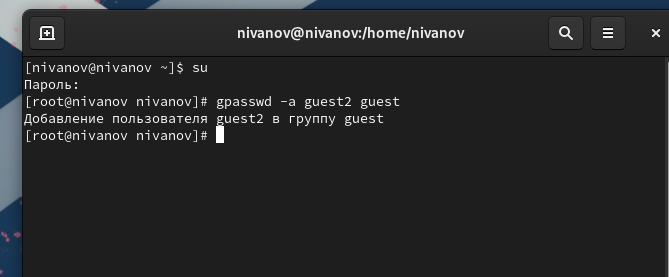 nivanov@nivanov:/home/nivanov
[nivanov@nivanov ~]$ su
Пароль:
[root@nivanov nivanov]# gpasswd -a guest2 guest
Добавление пользователя guest2 в группу guest
[root@nivanov nivanov]#